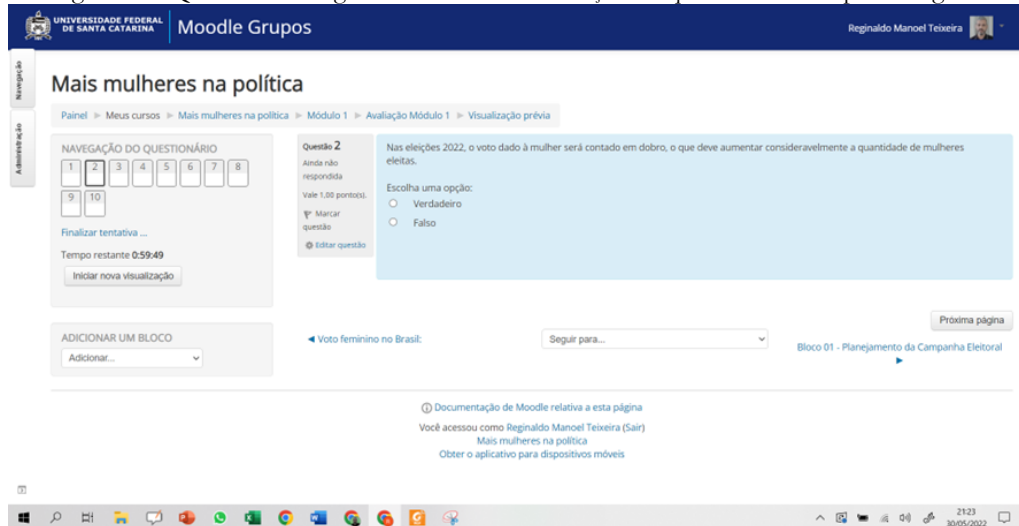 UNIVERSIDADE FEDERAL
DE SANTA CATARINA
Moodle Grupos
Reginaldo Manoel Teixeira
Navegação
Administração
Mais mulheres na política
Painel ► Meus cursos ► Mais mulheres na política ► Módulo 1 ► Avaliação Módulo 1 ► Visualização prévia
NAVEGAÇÃO DO QUESTIONÁRIO
1 2 3 4 5 6 7 8
9 10
Finalizar tentativa ...
Tempo restante 0:59:49
Iniciar nova visualização
Questão 2
Ainda não
respondida
Vale 1,00 ponto(s).
Marcar
questão
Editar questão
Nas eleições 2022, o voto dado à mulher será contado em dobro, o que deve aumentar consideravelmente a quantidade de mulheres
eleitas.
Escolha uma opção:
Verdadeiro
Falso
Próxima página
ADICIONAR UM BLOCO
Adicionar...
◄ Voto feminino no Brasil:
Seguir para...
Bloco 01 - Planejamento da Campanha Eleitoral
►
Documentação de Moodle relativa a esta página
Você acessou como Reginaldo Manoel Teixeira (Sair)
Mais mulheres na política
Obter o aplicativo para dispositivos móveis
21:23
30/05/2022